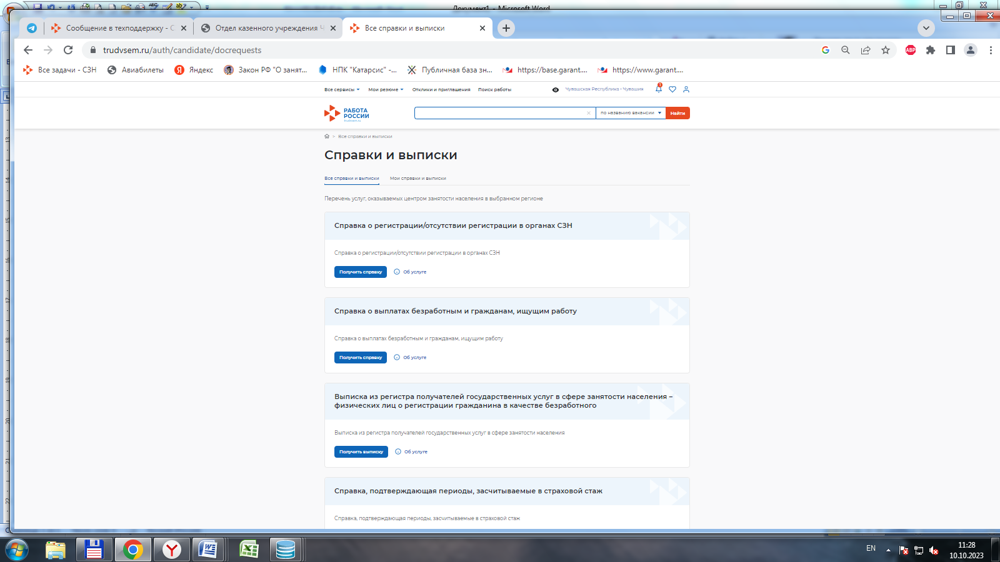 Документ1 - Microsoft Word
Сообщение в техподдержку - С
Отдел казенного учреждения Ч
Все справки и выписки
trudvsem.ru/auth/candidate/docrequests
ABP
Все задачи - СЗН
Авиабилеты
Яндекс
Закон РФ "О занят...
НПК "Катарсис" -...
Публичная база зн...
https://base.garant....
https://www.garant....
Все сервисы
Мои резюме
Отклики и приглашения
Поиск работы
Чувашская Республика - Чувашия
1
РАБОТА
РОССИИ
trudvsem.ru
по названию вакансии
Найти
> Все справки и выписки
Справки и выписки
Все справки и выписки
Мои справки и выписки
Перечень услуг, оказываемых центром занятости населения в выбранном регионе
Справка о регистрации/отсутствии регистрации в органах СЗН
Справка о регистрации/отсутствии регистрации в органах СЗН
Получить справку
Об услуге
Справка о выплатах безработным и гражданам, ищущим работу
Справка о выплатах безработным и гражданам, ищущим работу
Получить справку
Об услуге
Выписка из регистра получателей государственных услуг в сфере занятости населения –
физических лиц о регистрации гражданина в качестве безработного
Выписка из регистра получателей государственных услуг в сфере занятости населения
Получить выписку
Об услуге
Справка, подтверждающая периоды, засчитываемые в страховой стаж
Справка, подтверждающая периоды, засчитываемые в страховой стаж
EN
11:28
10.10.2023